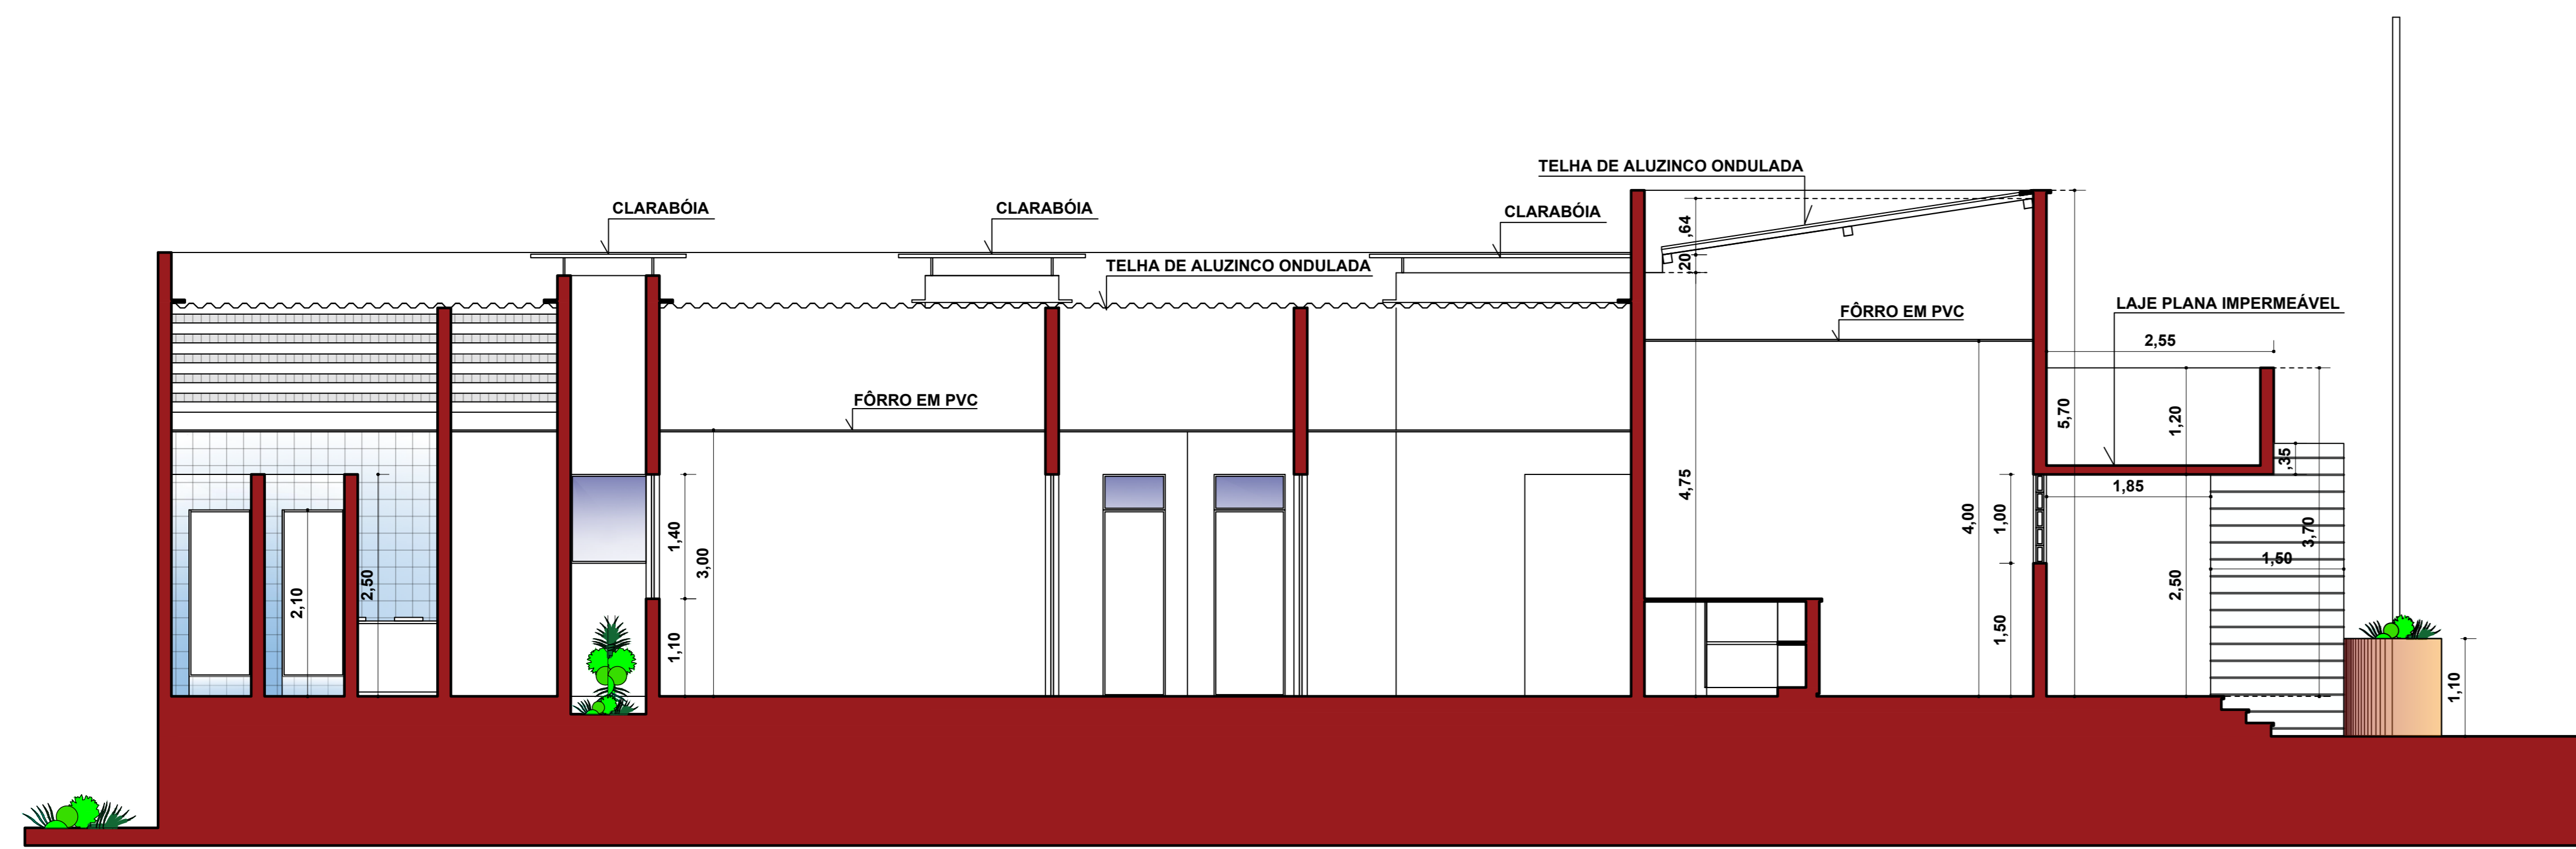 TELHA DE ALUZINCO ONDULADA
CLARABÓIA
CLARABÓIA
CLARABÓIA
TELHA DE ALUZINCO ONDULADA
,64
20
FÔRRO EM PVC
LAJE PLANA IMPERMEÁVEL
2,55
FÔRRO EM PVC
5,70
1,20
,35
4,75
1,85
4,00
1,00
3,70
1,40
3,00
1,50
2,50
2,10
2,50
1,50
1,10
1,10